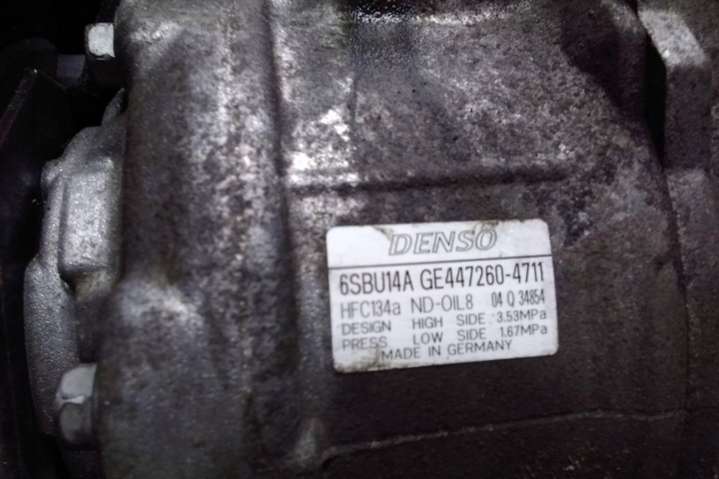 DENSO
6SBU14A GE447260-4711
HFC134a ND-OIL8 04 Q 34854
DESIGN HIGH SIDE : 3.53MPa
PRESS LOW SIDE : 1.67MPa
MADE IN GERMANY